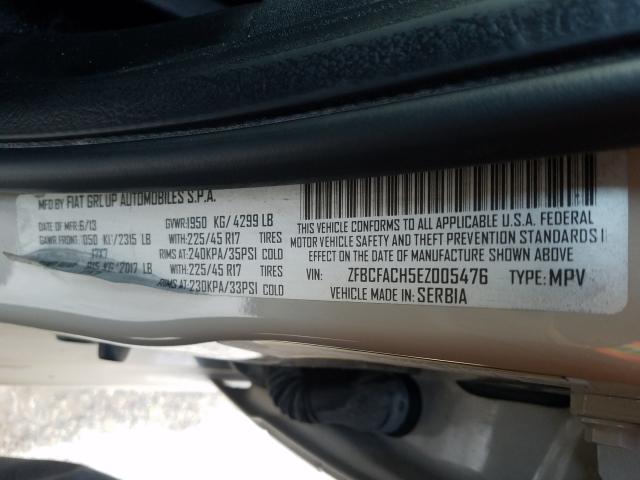 MFD BY FIAT GROUP AUTOMOBILES S.P.A.
DATE OF MFR: 6/13 GVWR: 1950 KG/ 4299 LB
GAWR FRONT: 050 KG/ 2315 LB WITH: 225/45 R17 TIRES
RIMS AT: 240KPA/35PSI COLD
KG/ 2017 LB WITH: 225/45 R17 TIRES
RIMS AT: 230KPA/33PSI COLD
THIS VEHICLE CONFORMS TO ALL APPLICABLE U.S.A. FEDERAL
MOTOR VEHICLE SAFETY AND THEFT PREVENTION STANDARDS I
EFFECT ON THE DATE OF MANUFACTURE SHOWN ABOVE
VIN: ZFBCFACH5EZ005476 TYPE: MPV
VEHICLE MADE IN: SERBIA